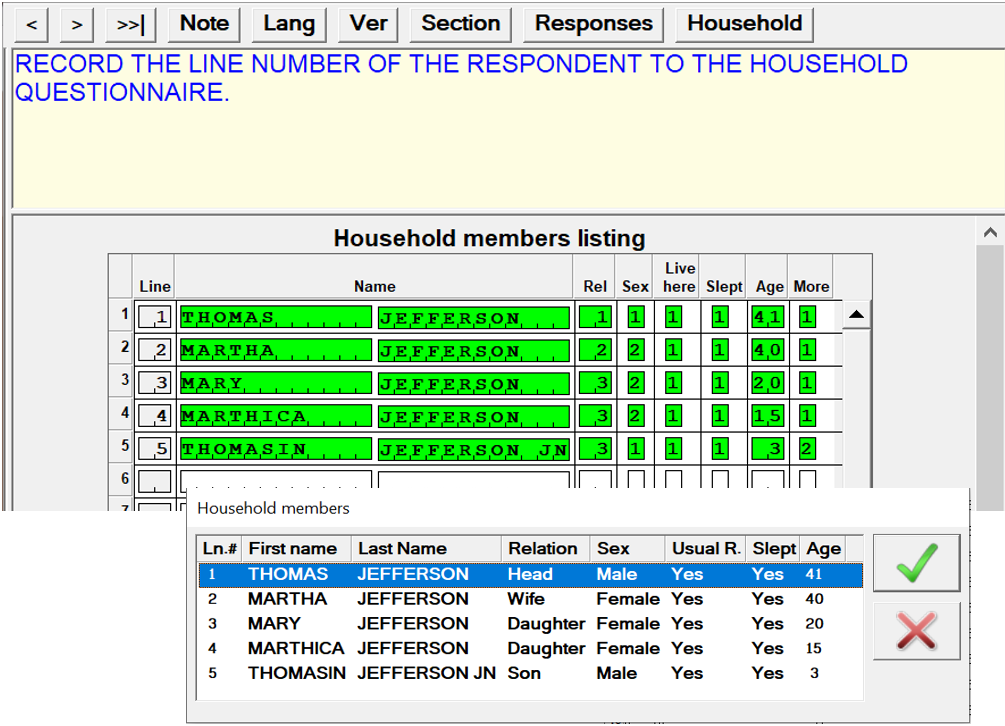 < > >>| Note Lang Ver Section Responses Household
RECORD THE LINE NUMBER OF THE RESPONDENT TO THE HOUSEHOLD
QUESTIONNAIRE.
Household members listing
Line Name Rel Sex Live here Slept Age More
1 1 THOMAS JEFFERSON 1 1 1 1 41 1
2 2 MARTHA JEFFERSON 2 2 1 1 40 1
3 3 MARY JEFFERSON 3 2 1 1 20 1
4 4 MARTHICA JEFFERSON 3 2 1 1 15 1
5 5 THOMASIN JEFFERSON JN 3 1 1 1 3 2
6
7
Household members
Ln.# First name Last Name Relation Sex Usual R. Slept Age
1 THOMAS JEFFERSON Head Male Yes Yes 41
2 MARTHA JEFFERSON Wife Female Yes Yes 40
3 MARY JEFFERSON Daughter Female Yes Yes 20
4 MARTHICA JEFFERSON Daughter Female Yes Yes 15
5 THOMASIN JEFFERSON JN Son Male Yes Yes 3